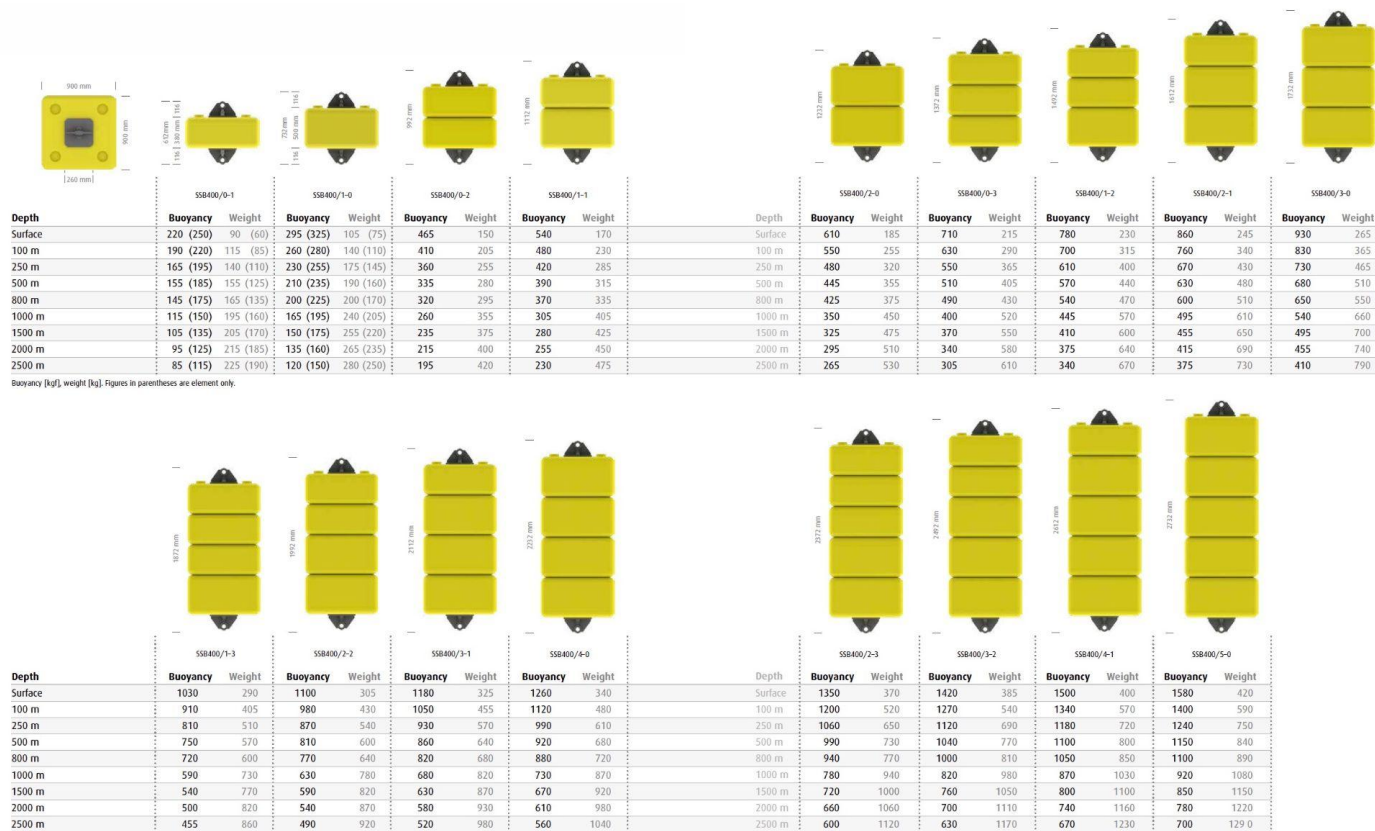 900 mm
900 mm
260 mm
612mm
116 | 380 mm | 116
732mm
116 | 500 mm | 116
992 mm
1112 mm
1232 mm
1372 mm
1492 mm
1612 mm
1732 mm
SSB400/0-1 SSB400/1-0 SSB400/0-2 SSB400/1-1 SSB400/2-0 SSB400/0-3 SSB400/1-2 SSB400/2-1 SSB400/3-0
Depth Buoyancy Weight Buoyancy Weight Buoyancy Weight Buoyancy Weight Depth Buoyancy Weight Buoyancy Weight Buoyancy Weight Buoyancy Weight Buoyancy Weight
Surface 220 (250) 90 (60) 295 (325) 105 (75) 465 150 540 170 Surface 610 185 710 215 780 230 860 245 930 265
100 m 190 (220) 115 (85) 260 (280) 140 (110) 410 205 480 230 100 m 550 255 630 290 700 315 760 340 830 365
250 m 165 (195) 140 (110) 230 (255) 175 (145) 360 255 420 285 250 m 480 320 550 365 610 400 670 430 730 465
500 m 155 (185) 155 (125) 210 (235) 190 (160) 335 280 390 315 500 m 445 355 510 405 570 440 630 480 680 510
800 m 145 (175) 165 (135) 200 (225) 200 (170) 320 295 370 335 800 m 425 375 490 430 540 470 600 510 650 550
1000 m 115 (150) 195 (160) 165 (195) 240 (205) 260 355 305 405 1000 m 350 450 400 520 445 570 495 610 540 660
1500 m 105 (135) 205 (170) 150 (175) 255 (220) 235 375 280 425 1500 m 325 475 370 550 410 600 455 650 495 700
2000 m 95 (125) 215 (185) 135 (160) 265 (235) 215 400 255 450 2000 m 295 510 340 580 375 640 415 690 455 740
2500 m 85 (115) 225 (190) 120 (150) 280 (250) 195 420 230 475 2500 m 265 530 305 610 340 670 375 730 410 790
Buoyancy [kgf], weight [kg]. Figures in parentheses are element only.
1872 mm
1992 mm
2112 mm
2232 mm
2372 mm
2492 mm
2612 mm
2732 mm
SSB400/1-3 SSB400/2-2 SSB400/3-1 SSB400/4-0 SSB400/2-3 SSB400/3-2 SSB400/4-1 SSB400/5-0
Depth Buoyancy Weight Buoyancy Weight Buoyancy Weight Buoyancy Weight Depth Buoyancy Weight Buoyancy Weight Buoyancy Weight Buoyancy Weight
Surface 1030 290 1100 305 1180 325 1260 340 Surface 1350 370 1420 385 1500 400 1580 420
100 m 910 405 980 430 1050 455 1120 480 100 m 1200 520 1270 540 1340 570 1400 590
250 m 810 510 870 540 930 570 990 610 250 m 1060 650 1120 690 1180 720 1240 750
500 m 750 570 810 600 860 640 920 680 500 m 990 730 1040 770 1100 800 1150 840
800 m 720 600 770 640 820 680 880 720 800 m 940 770 1000 810 1050 850 1100 890
1000 m 590 730 630 780 680 820 730 870 1000 m 780 940 820 980 870 1030 920 1080
1500 m 540 770 590 820 630 870 670 920 1500 m 720 1000 760 1050 800 1100 850 1150
2000 m 500 820 540 870 580 930 610 980 2000 m 660 1060 700 1110 740 1160 780 1220
2500 m 455 860 490 920 520 980 560 1040 2500 m 600 1120 630 1170 670 1230 700 129 0